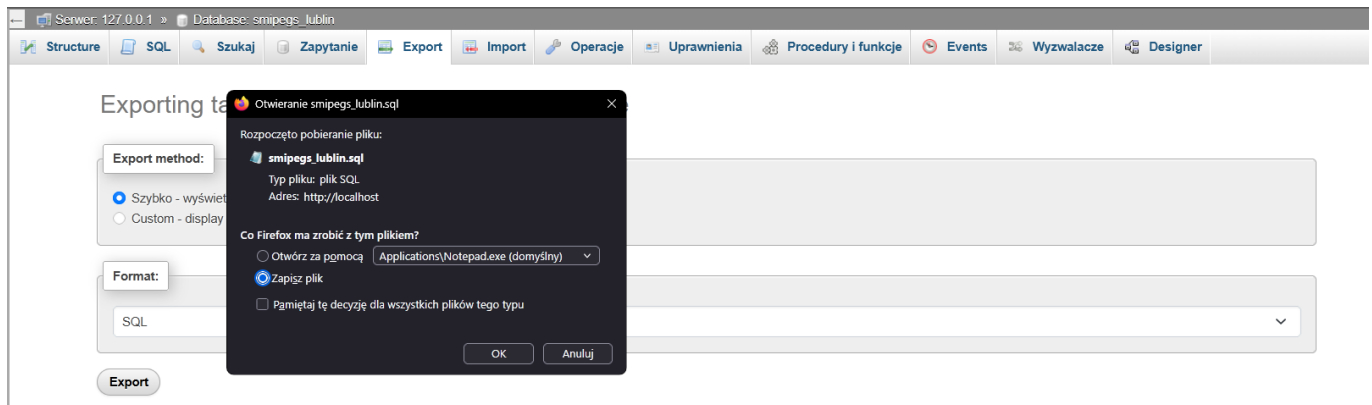 ← Serwer: 127.0.0.1 » Database: smipegs_lublin
Structure SQL Szukaj Zapytanie Export Import Operacje Uprawnienia Procedury i funkcje Events Wyzwalacze Designer
Exporting ta
Otwieranie smipegs_lublin.sql
Rozpoczęto pobieranie pliku:
smipegs_lublin.sql
Typ pliku: plik SQL
Adres: http://localhost
Co Firefox ma zrobić z tym plikiem?
Otwórz za pomocą Applications\Notepad.exe (domyślny)
Zapisz plik
Pamiętaj tę decyzję dla wszystkich plików tego typu
OK Anuluj
Export method:
Szybko - wyświet
Custom - display
Format:
SQL
Export